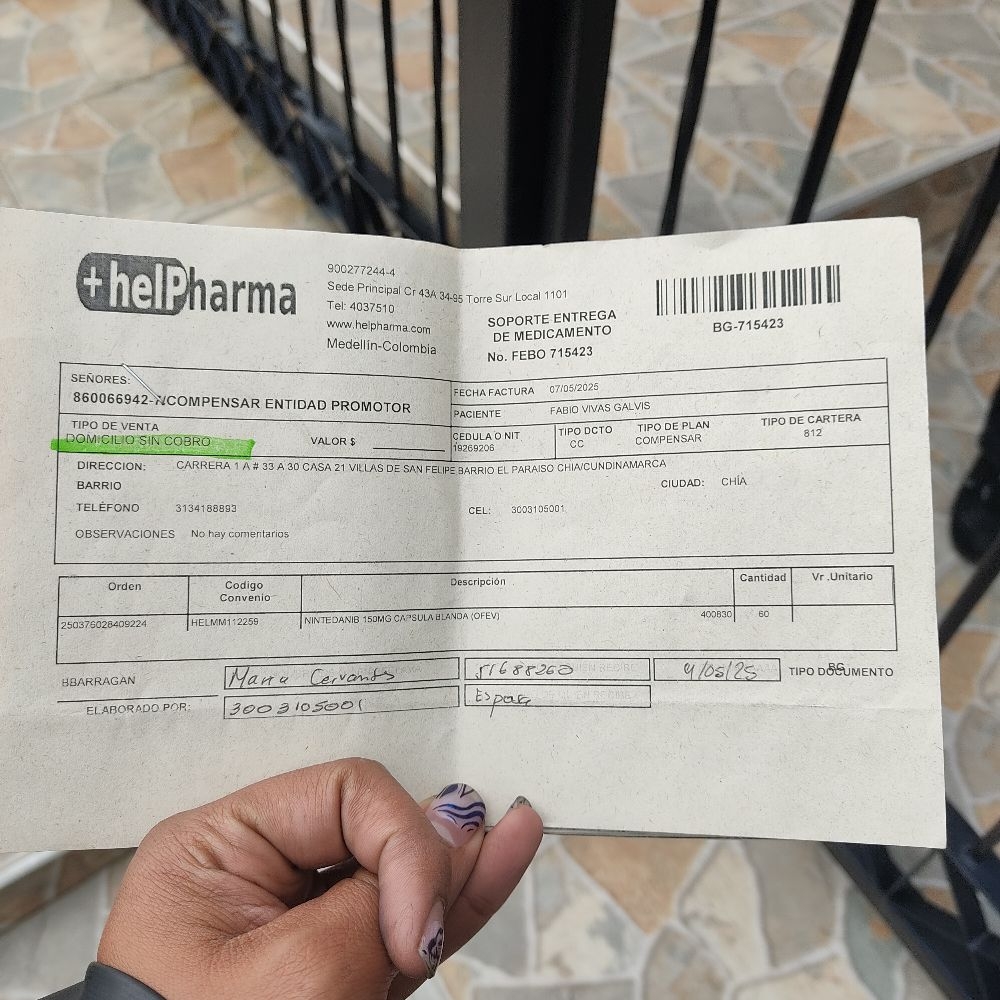 +helPharma
900277244-4
Sede Principal Cr 43A 34-95 Torre Sur Local 1101
Tel: 4037510
www.helpharma.com
Medellín-Colombia
SOPORTE ENTREGA
DE MEDICAMENTO
No. FEBO 715423
BG-715423
SEÑORES:
860066942-COMPENSAR ENTIDAD PROMOTOR
FECHA FACTURA 07/05/2025
PACIENTE FABIO VIVAS GALVIS
TIPO DE VENTA
DOMICILIO SIN COBRO
VALOR $
CEDULA O NIT
19269206
TIPO DCTO
CC
TIPO DE PLAN
COMPENSAR
TIPO DE CARTERA
812
DIRECCION: CARRERA 1 A # 33 A 30 CASA 21 VILLAS DE SAN FELIPE BARRIO EL PARAISO CHIA/CUNDINAMARCA
BARRIO
CIUDAD: CHÍA
TELÉFONO 3134188893
CEL: 3003105001
OBSERVACIONES No hay comentarios
Orden Codigo Convenio Descripción Cantidad Vr .Unitario
250376028409224 HELMM112259 NINTEDANIB 150MG CAPSULA BLANDA (OFEV) 400830 60
BBARRAGAN
ELABORADO POR:
Maria Cervantes
51688260
9/05/25
TIPO DOCUMENTO
BG
3003105001
Esposa